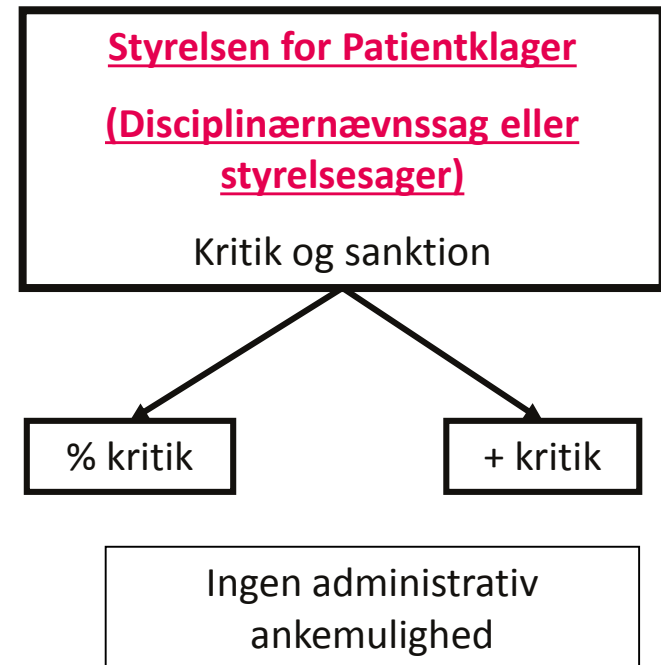 Styrelsen for Patientklager
(Disciplinærnævnssag eller
styrelsesager)
Kritik og sanktion
% kritik
+ kritik
Ingen administrativ
ankemulighed